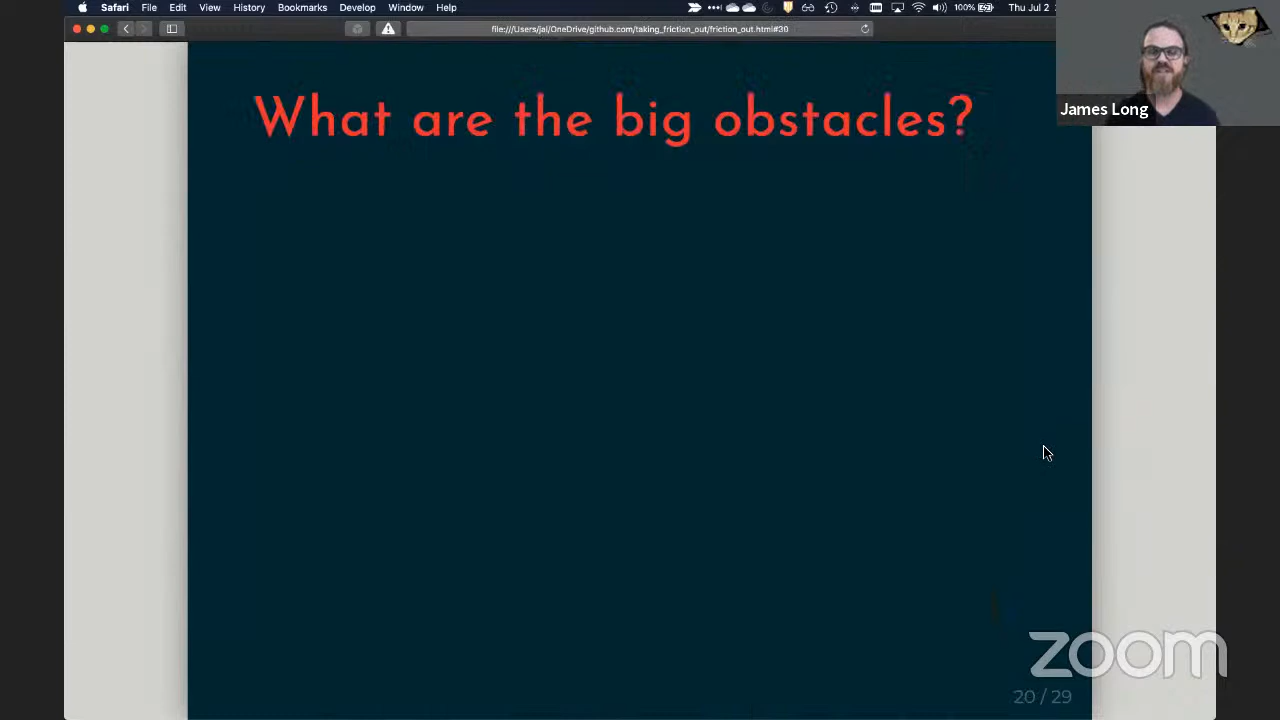 Safari File Edit View History Bookmarks Develop Window Help 100% Thu Jul 2
file:///Users/jal/OneDrive/github.com/taking_friction_out/friction_out.html#30
James Long
What are the big obstacles?
zoom
20 / 29